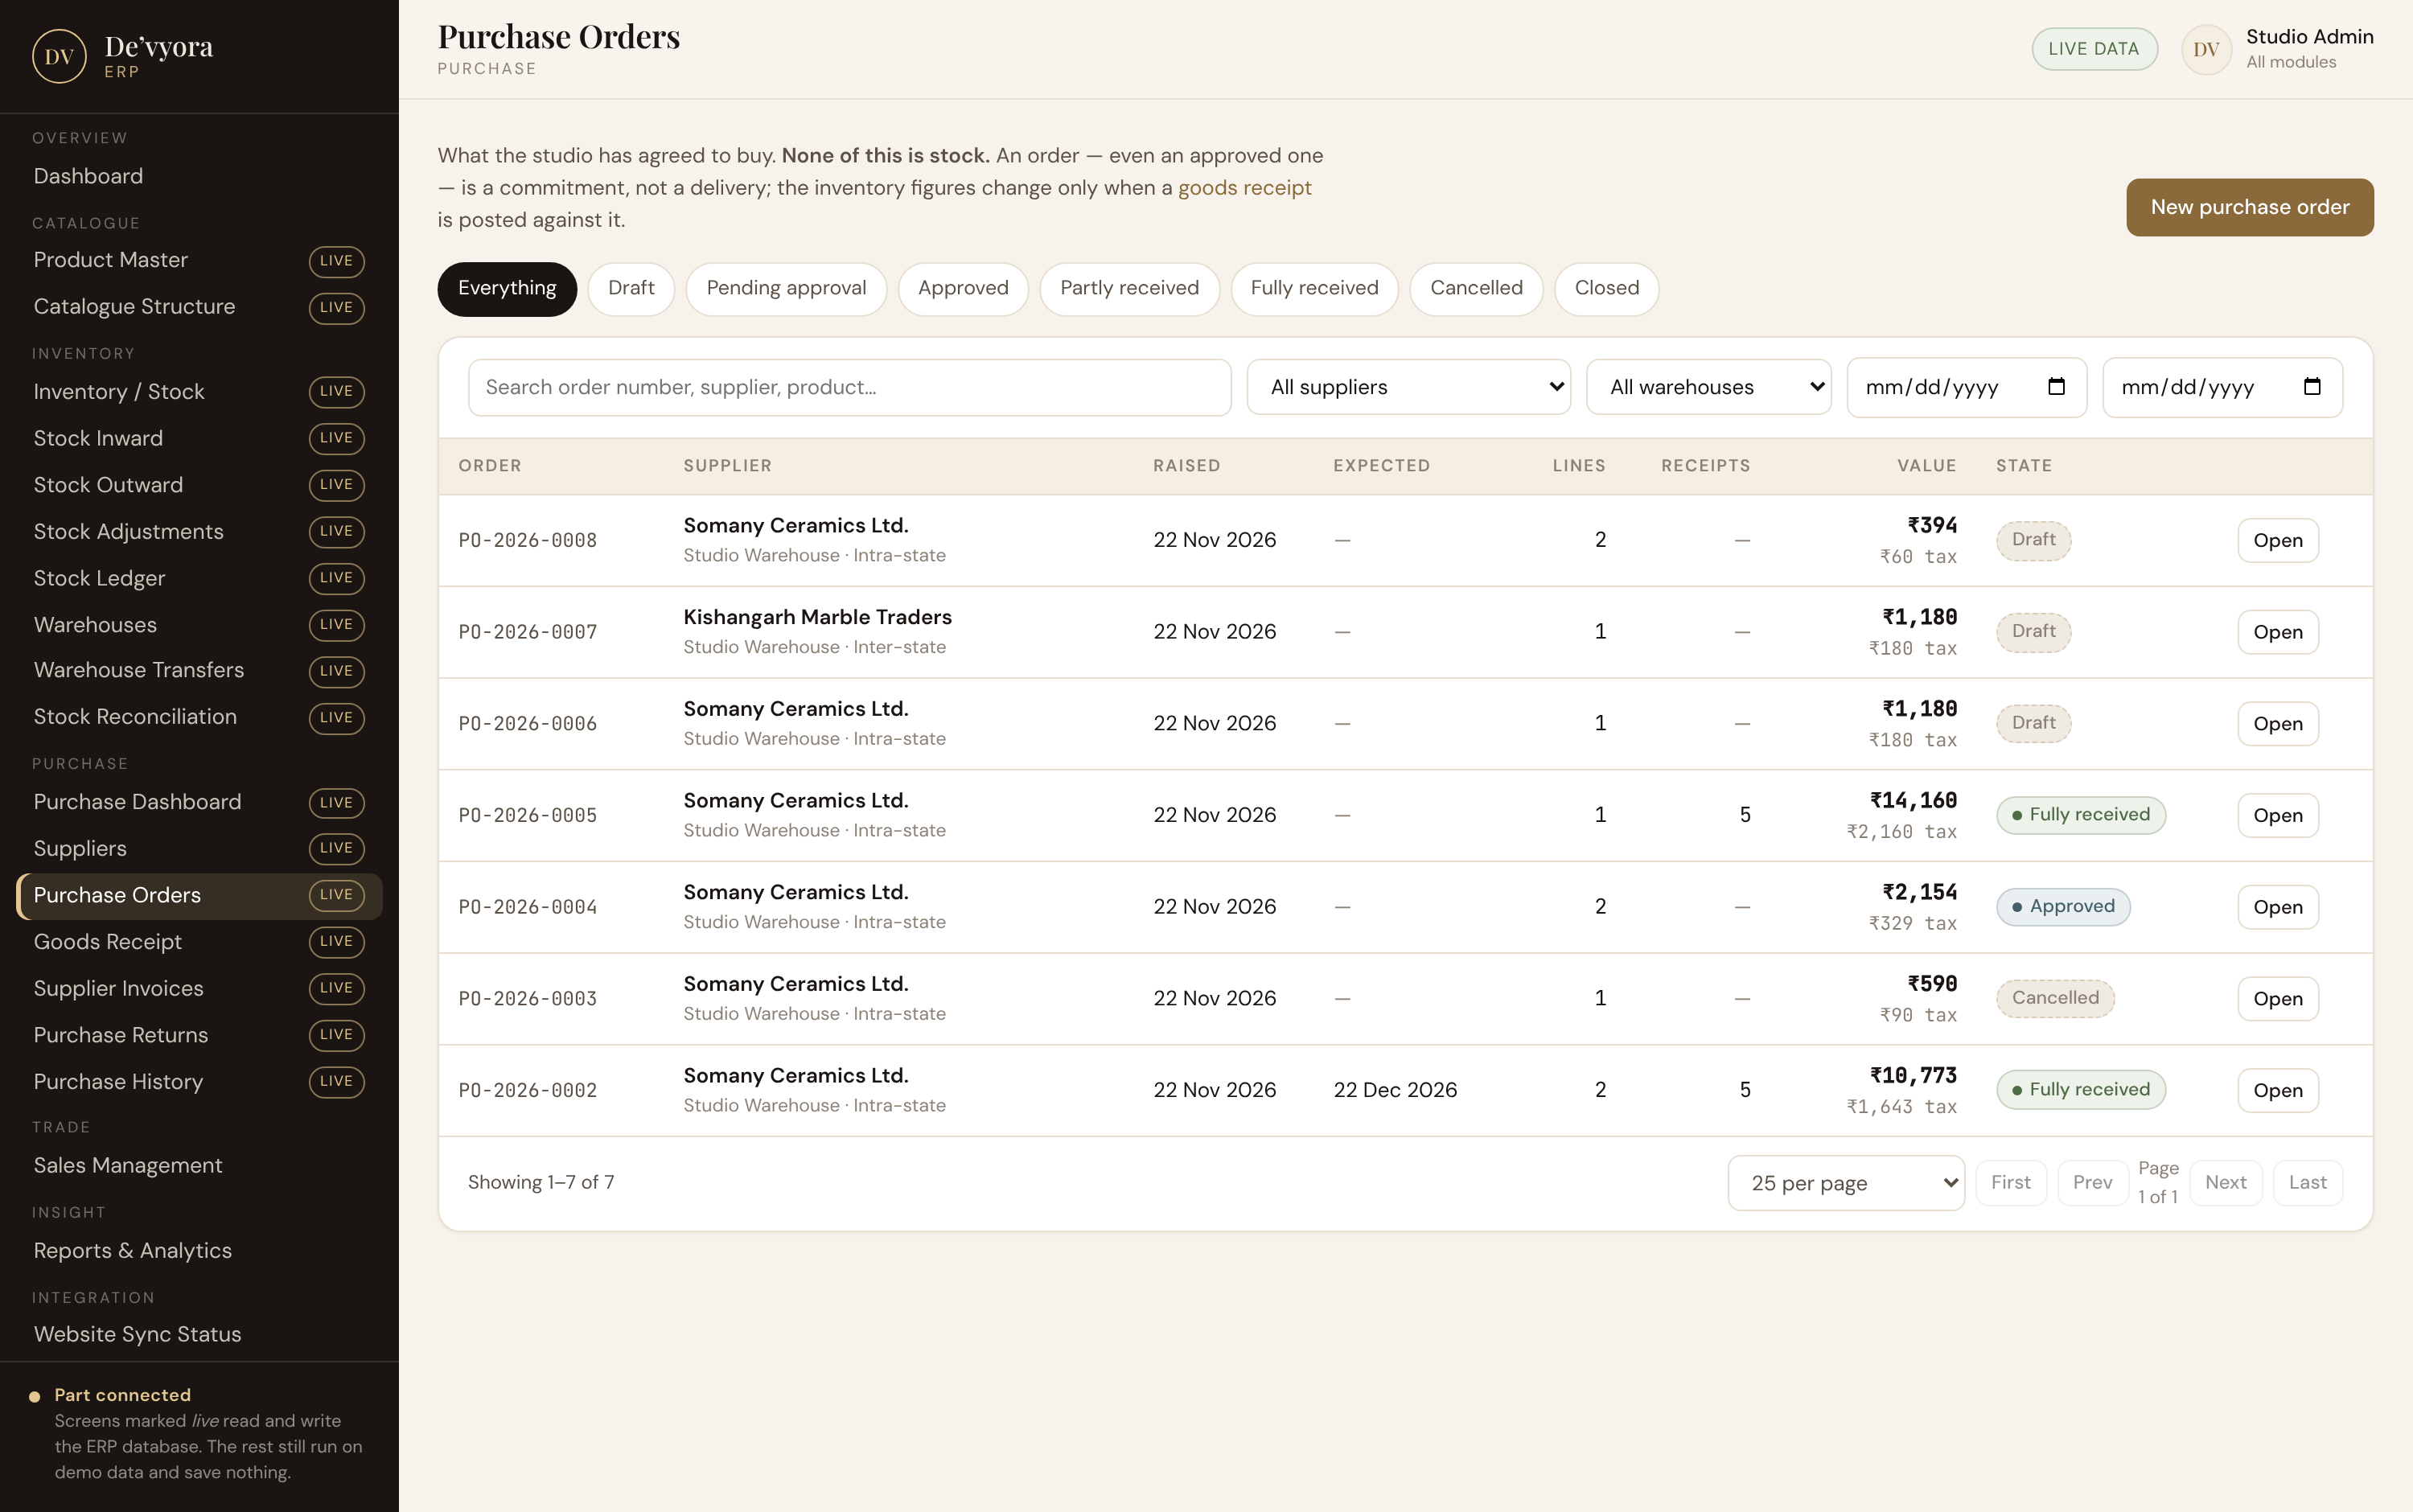 DV
De'vyora
ERP
OVERVIEW
Dashboard
CATALOGUE
Product Master LIVE
Catalogue Structure LIVE
INVENTORY
Inventory / Stock LIVE
Stock Inward LIVE
Stock Outward LIVE
Stock Adjustments LIVE
Stock Ledger LIVE
Warehouses LIVE
Warehouse Transfers LIVE
Stock Reconciliation LIVE
PURCHASE
Purchase Dashboard LIVE
Suppliers LIVE
Purchase Orders LIVE
Goods Receipt LIVE
Supplier Invoices LIVE
Purchase Returns LIVE
Purchase History LIVE
TRADE
Sales Management
INSIGHT
Reports & Analytics
INTEGRATION
Website Sync Status
Part connected
Screens marked live read and write
the ERP database. The rest still run on
demo data and save nothing.
Purchase Orders
PURCHASE
LIVE DATA
DV
Studio Admin
All modules
What the studio has agreed to buy. None of this is stock. An order — even an approved one
— is a commitment, not a delivery; the inventory figures change only when a goods receipt
is posted against it.
New purchase order
Everything Draft Pending approval Approved Partly received Fully received Cancelled Closed
Search order number, supplier, product... All suppliers All warehouses mm/dd/yyyy mm/dd/yyyy
ORDER SUPPLIER RAISED EXPECTED LINES RECEIPTS VALUE STATE
PO-2026-0008 Somany Ceramics Ltd. 22 Nov 2026 — 2 — ₹394 Draft Open
Studio Warehouse · Intra-state ₹60 tax
PO-2026-0007 Kishangarh Marble Traders 22 Nov 2026 — 1 — ₹1,180 Draft Open
Studio Warehouse · Inter-state ₹180 tax
PO-2026-0006 Somany Ceramics Ltd. 22 Nov 2026 — 1 — ₹1,180 Draft Open
Studio Warehouse · Intra-state ₹180 tax
PO-2026-0005 Somany Ceramics Ltd. 22 Nov 2026 — 1 5 ₹14,160 Fully received Open
Studio Warehouse · Intra-state ₹2,160 tax
PO-2026-0004 Somany Ceramics Ltd. 22 Nov 2026 — 2 — ₹2,154 Approved Open
Studio Warehouse · Intra-state ₹329 tax
PO-2026-0003 Somany Ceramics Ltd. 22 Nov 2026 — 1 — ₹590 Cancelled Open
Studio Warehouse · Intra-state ₹90 tax
PO-2026-0002 Somany Ceramics Ltd. 22 Nov 2026 22 Dec 2026 2 5 ₹10,773 Fully received Open
Studio Warehouse · Intra-state ₹1,643 tax
Showing 1–7 of 7 25 per page First Prev Page 1 of 1 Next Last